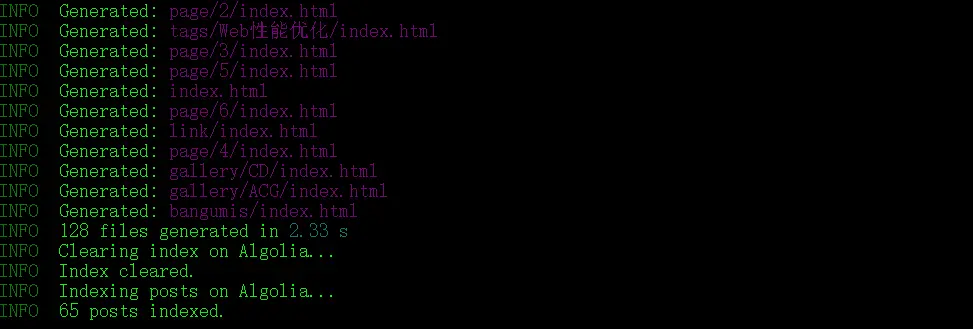 INFO  Generated: page/2/index.html
INFO  Generated: tags/Web性能优化/index.html
INFO  Generated: page/3/index.html
INFO  Generated: page/5/index.html
INFO  Generated: index.html
INFO  Generated: page/6/index.html
INFO  Generated: link/index.html
INFO  Generated: page/4/index.html
INFO  Generated: gallery/CD/index.html
INFO  Generated: gallery/ACG/index.html
INFO  Generated: bangumis/index.html
INFO  128 files generated in 2.33 s
INFO  Clearing index on Algolia...
INFO  Index cleared.
INFO  Indexing posts on Algolia...
INFO  65 posts indexed.